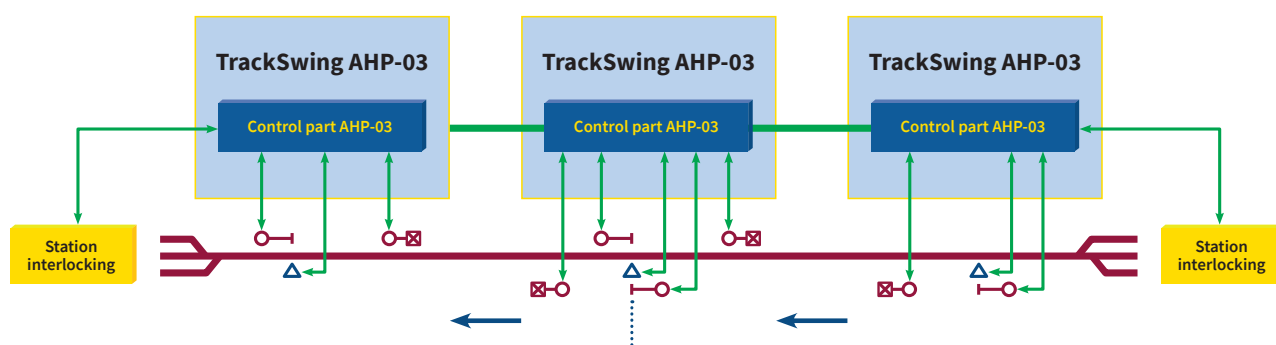 TrackSwing AHP-03
TrackSwing AHP-03
TrackSwing AHP-03
Control part AHP-03
Control part AHP-03
Control part AHP-03
Station
interlocking
Station
interlocking